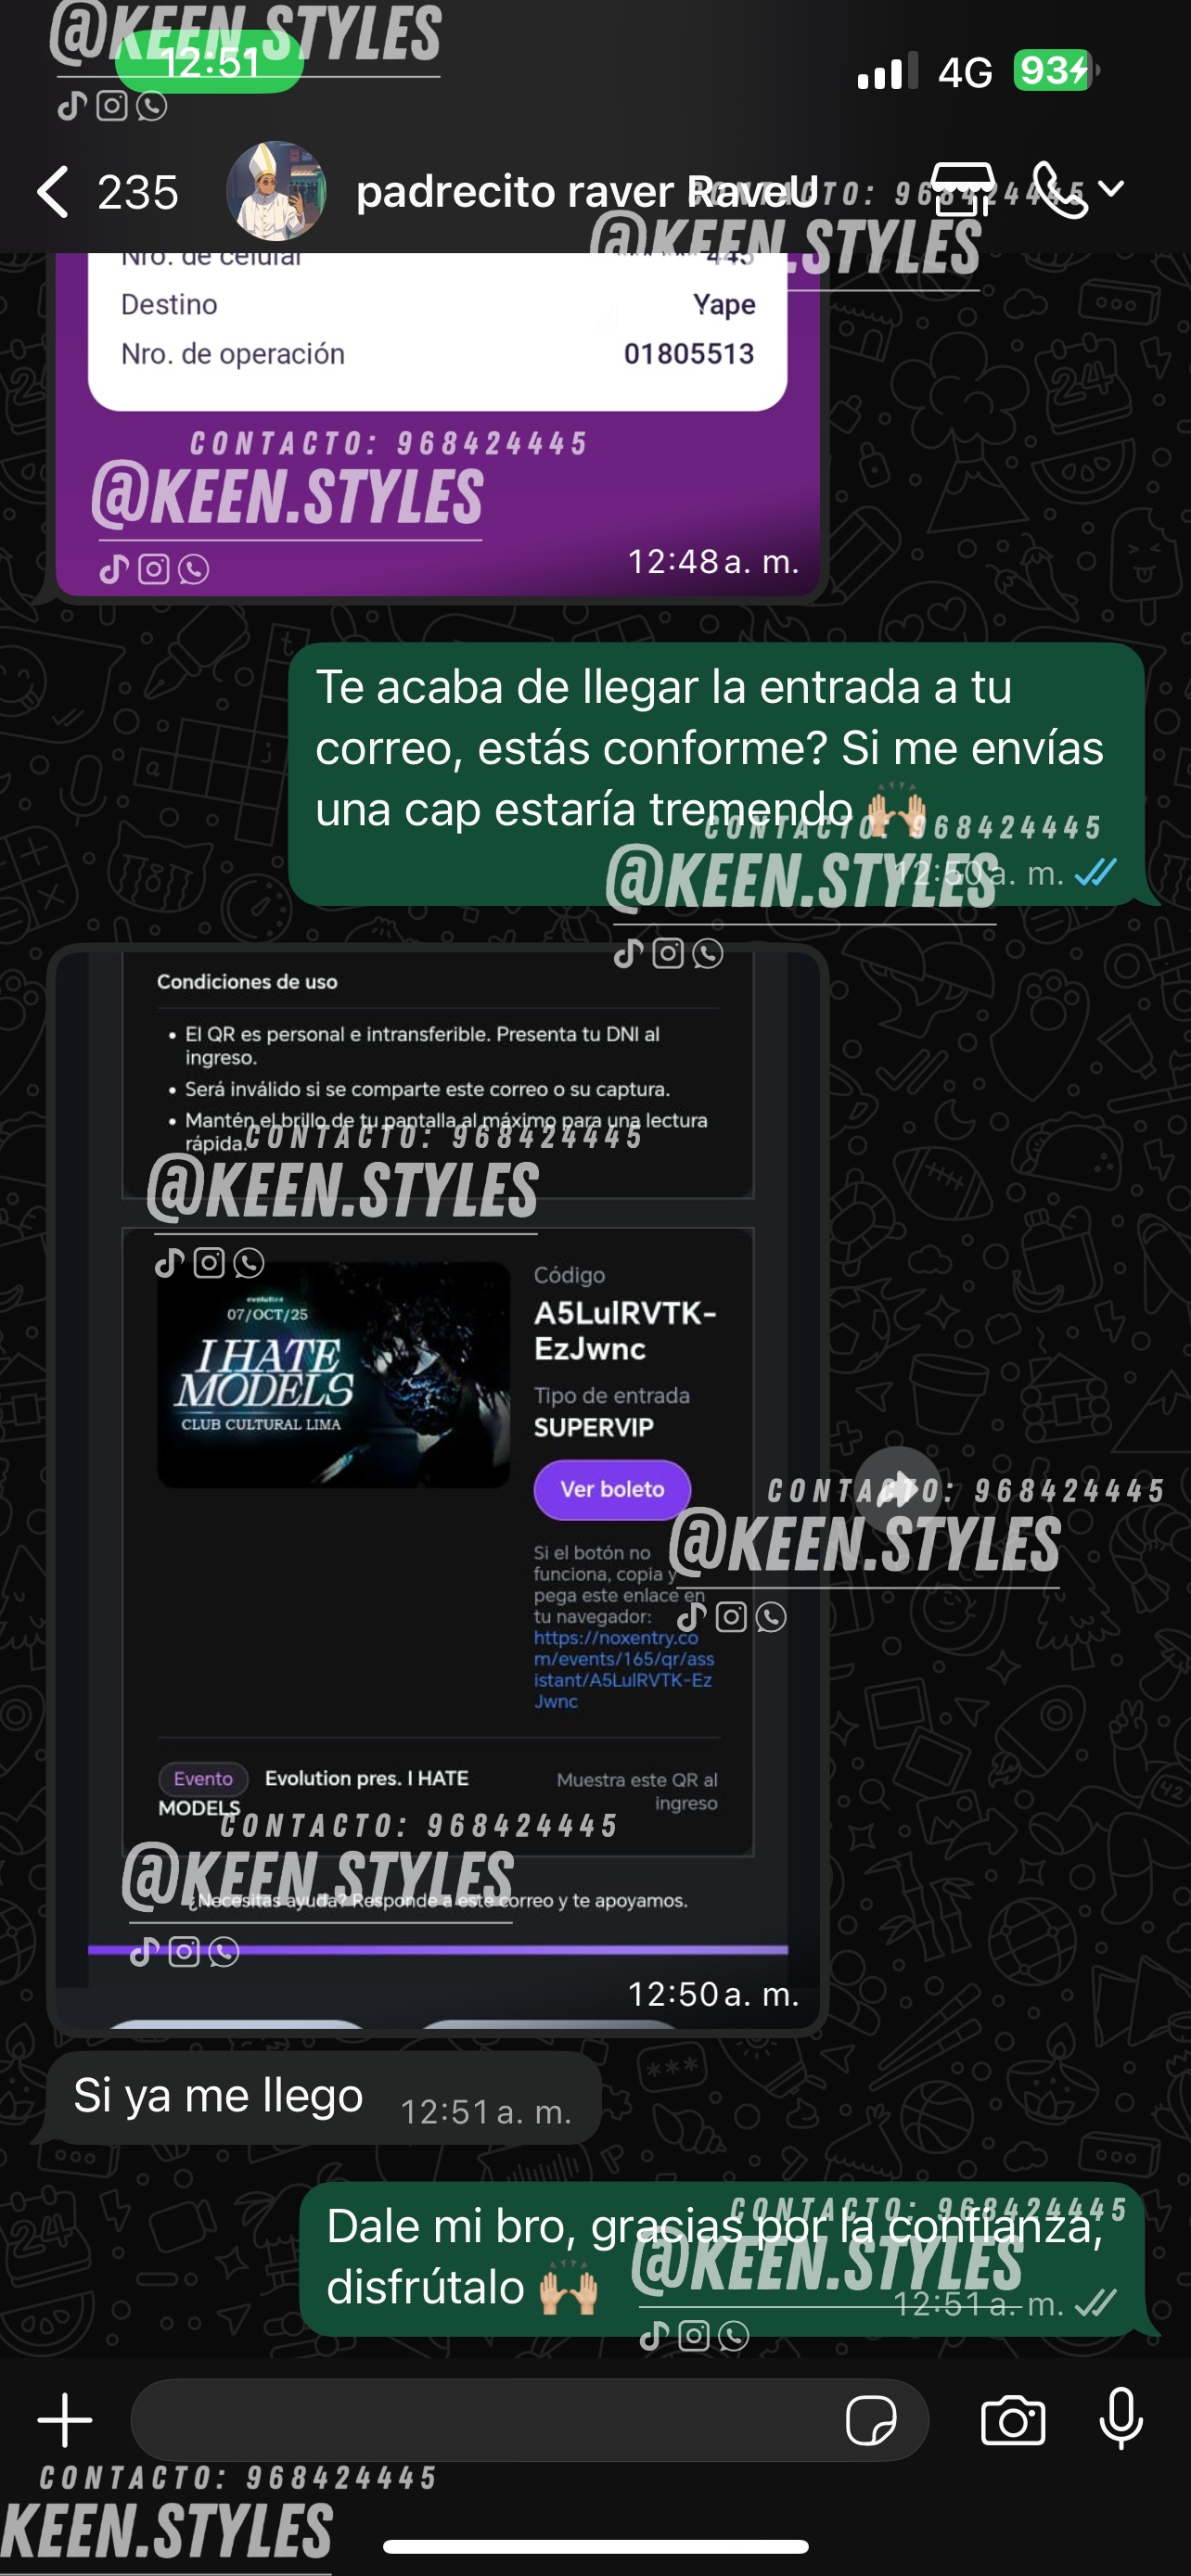 @KEEN.STYLES
12:51
4G
93
235
padrecito raver RaveU
CONTACTO: 968424445
@KEEN.STYLES
Nro. de celular
445
Destino
Yape
Nro. de operación
01805513
CONTACTO: 968424445
@KEEN.STYLES
12:48 a. m.
Te acaba de llegar la entrada a tu
correo, estás conforme? Si me envías
una cap estaría tremendo 🙌🏼
CONTACTO: 968424445
@KEEN.STYLES
12:50 a. m.
Condiciones de uso
• El QR es personal e intransferible. Presenta tu DNI al
ingreso.
• Será inválido si se comparte este correo o su captura.
• Mantén el brillo de tu pantalla al máximo para una lectura
rápida.
CONTACTO: 968424445
@KEEN.STYLES
evolution
07/OCT/25
I HATE
MODELS
CLUB CULTURAL LIMA
Código
A5LulRVTK-
EzJwnc
Tipo de entrada
SUPERVIP
Ver boleto
CONTACTO: 968424445
@KEEN.STYLES
Si el botón no
funciona, copia y
pega este enlace en
tu navegador:
https://noxentry.co
m/events/165/qr/ass
istant/A5LulRVTK-Ez
Jwnc
Evento
Evolution pres. I HATE
MODELS
Muestra este QR al
ingreso
CONTACTO: 968424445
@KEEN.STYLES
¿Necesitas ayuda? Responde a este correo y te apoyamos.
12:50 a. m.
Si ya me llego
12:51 a. m.
CONTACTO: 968424445
Dale mi bro, gracias por la confianza,
@KEEN.STYLES
disfrútalo 🙌🏼
12:51 a. m.
CONTACTO: 968424445
KEEN.STYLES